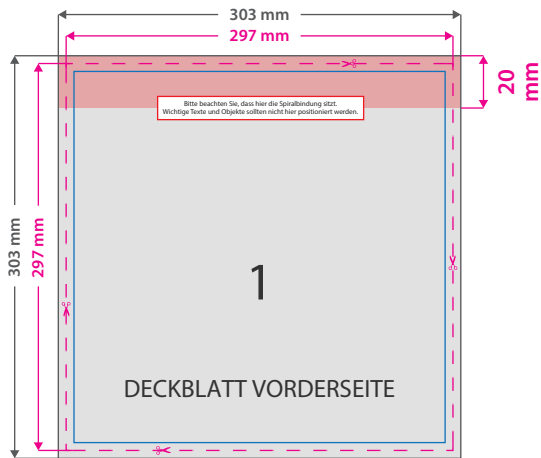 303 mm
297 mm
20
mm
Bitte beachten Sie, dass hier die Spiralbindung sitzt.
Wichtige Texte und Objekte sollten nicht hier positioniert werden.
303 mm
297 mm
1
DECKBLATT VORDERSEITE